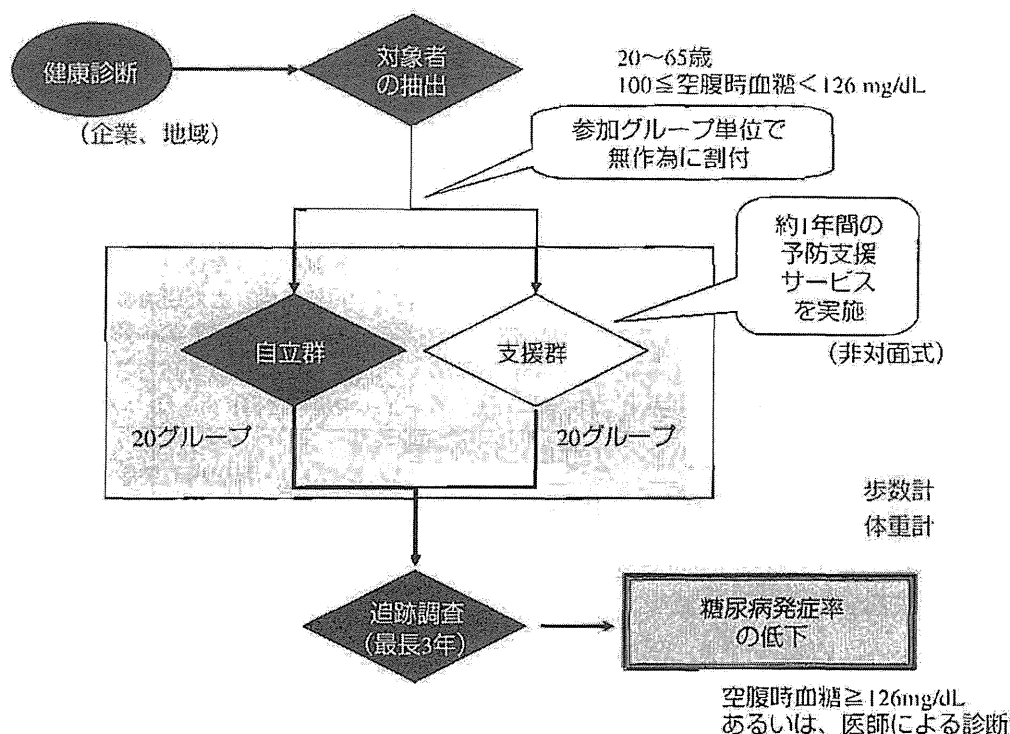 健康診断
(企業、地域)
対象者
の抽出
20～65歳
100≦空腹時血糖＜126 mg/dL
参加グループ単位で
無作為に割付
約1年間の
予防支援
サービス
を実施
(非対面式)
自立群
支援群
20グループ
20グループ
歩数計
体重計
追跡調査
(最長3年)
糖尿病発症率
の低下
空腹時血糖≧126mg/dL
あるいは、医師による診断